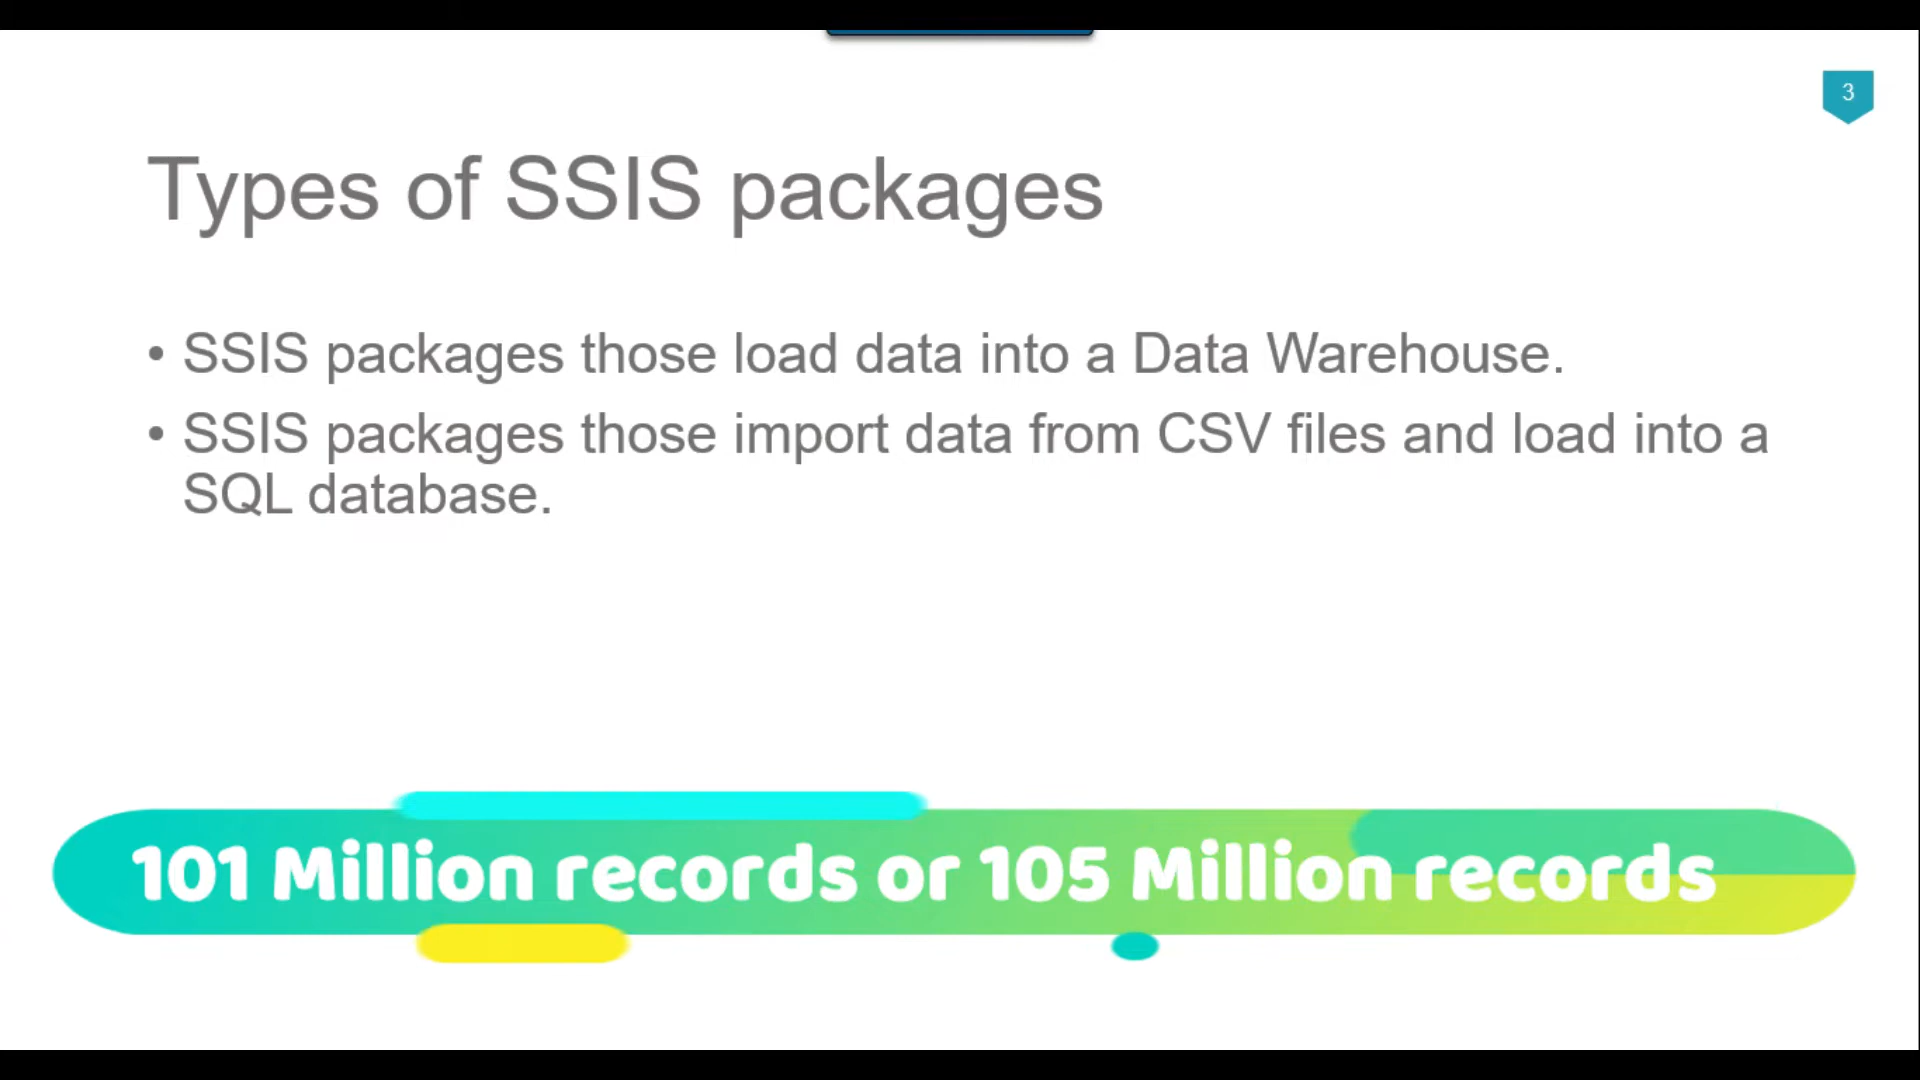 3
Types of SSIS packages
• SSIS packages those load data into a Data Warehouse.
• SSIS packages those import data from CSV files and load into a
SQL database.
101 Million records or 105 Million records